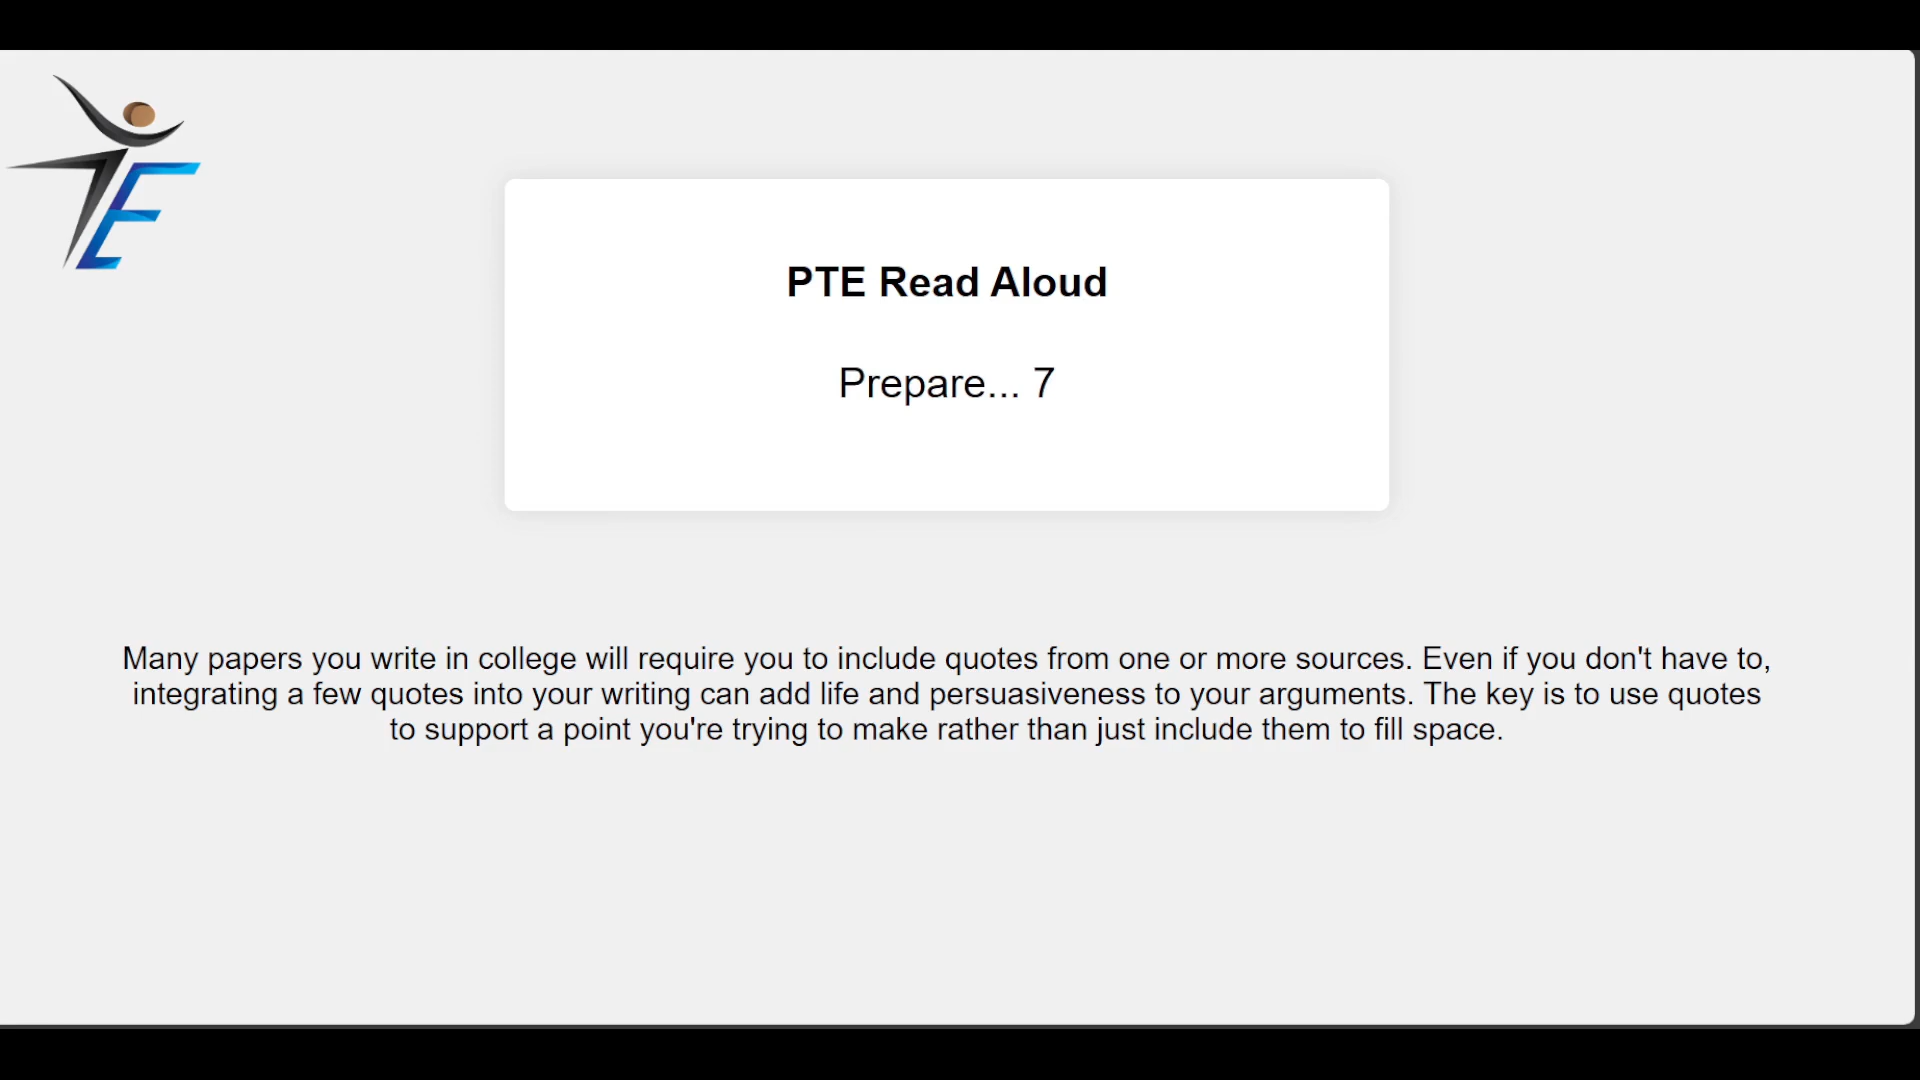 PTE Read Aloud
Prepare... 7
Many papers you write in college will require you to include quotes from one or more sources. Even if you don't have to,
integrating a few quotes into your writing can add life and persuasiveness to your arguments. The key is to use quotes
to support a point you're trying to make rather than just include them to fill space.